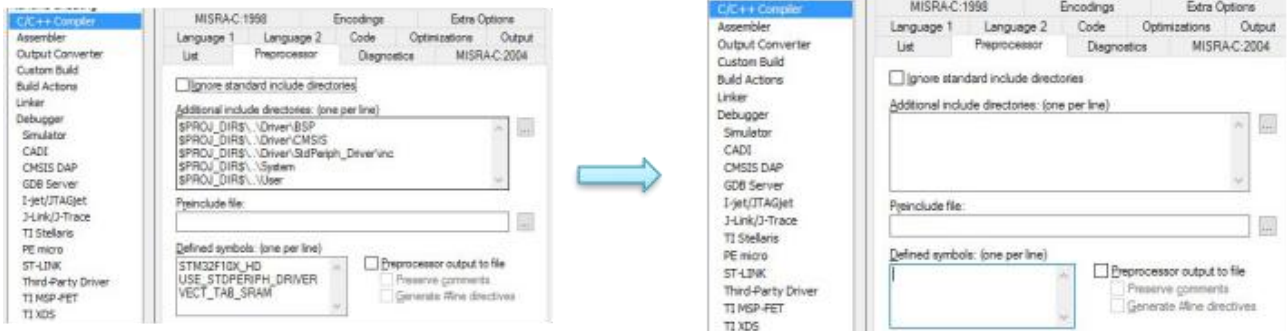 C/C++ Compiler
Assembler
Output Converter
Custom Build
Build Actions
Linker
Debugger
Simulator
CADI
CMSIS DAP
GDB Server
I-jet/JTAGjet
J-Link/J-Trace
TI Stellaris
PE micro
ST-LINK
Third-Party Driver
TI MSP-FET
TI XDS
MISRA-C:1998 Encodings Extra Options
Language 1 Language 2 Code Optimizations Output
List Preprocessor Diagnostics MISRA-C:2004
Ignore standard include directories
Additional include directories: (one per line)
$PROJ_DIR$\..\Driver\BSP
$PROJ_DIR$\..\Driver\CMSIS
$PROJ_DIR$\..\Driver\StdPeriph_Driver\inc
$PROJ_DIR$\..\System
$PROJ_DIR$\..\User
...
Preinclude file:
...
Defined symbols: (one per line)
STM32F10X_HD
USE_STDPERIPH_DRIVER
VECT_TAB_SRAM
Preprocessor output to file
Preserve comments
Generate #line directives
C/C++ Compiler
Assembler
Output Converter
Custom Build
Build Actions
Linker
Debugger
Simulator
CADI
CMSIS DAP
GDB Server
I-jet/JTAGjet
J-Link/J-Trace
TI Stellaris
PE micro
ST-LINK
Third-Party Driver
TI MSP-FET
TI XDS
MISRA-C:1998 Encodings Extra Options
Language 1 Language 2 Code Optimizations Output
List Preprocessor Diagnostics MISRA-C:2004
Ignore standard include directories
Additional include directories: (one per line)
...
Preinclude file:
...
Defined symbols: (one per line)
Preprocessor output to file
Preserve comments
Generate #line directives